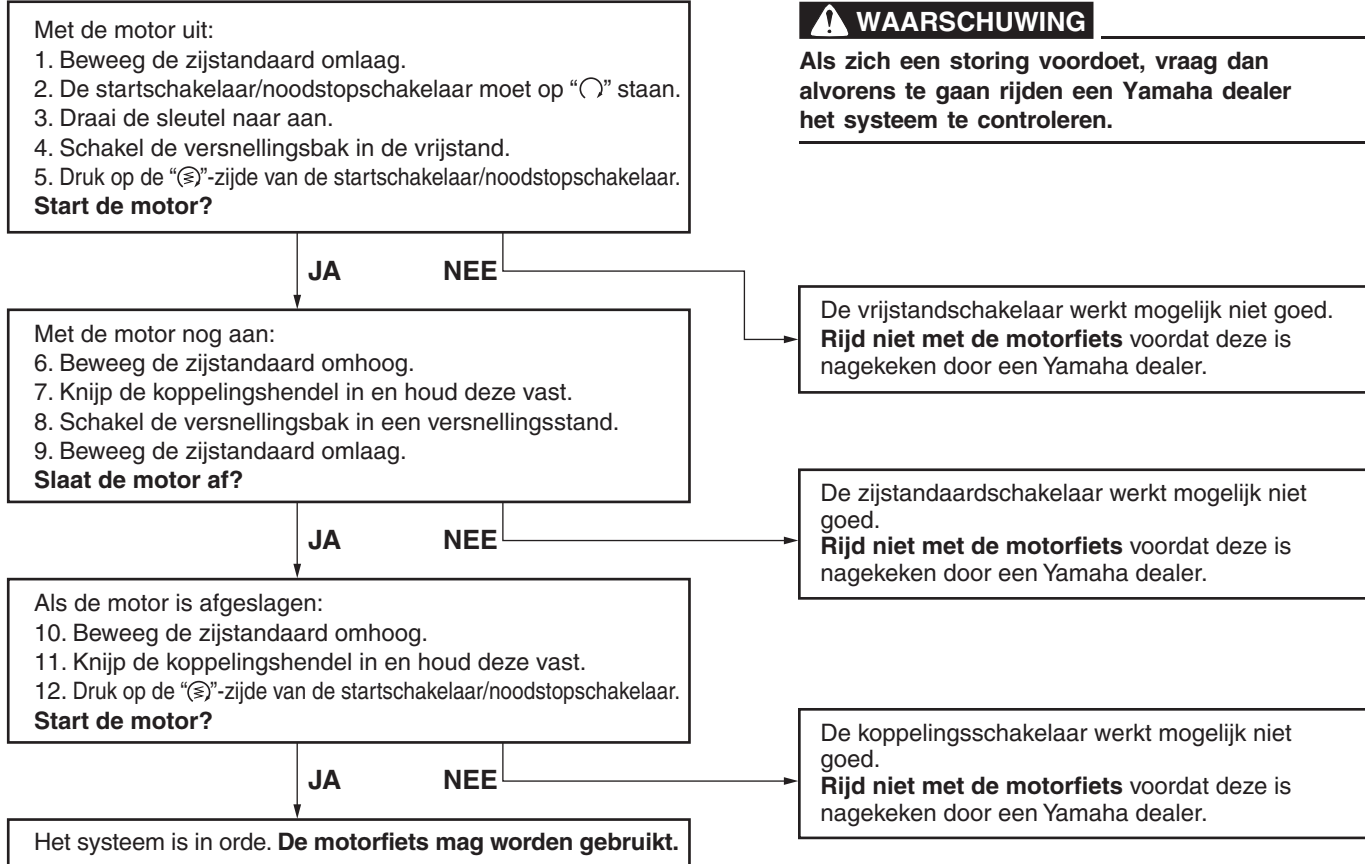 Met de motor uit:
1. Beweeg de zijstandaard omlaag.
2. De startschakelaar/noodstopschakelaar moet op “◯” staan.
3. Draai de sleutel naar aan.
4. Schakel de versnellingsbak in de vrijstand.
5. Druk op de “”-zijde van de startschakelaar/noodstopschakelaar.
Start de motor?
WAARSCHUWING
Als zich een storing voordoet, vraag dan
alvorens te gaan rijden een Yamaha dealer
het systeem te controleren.
JA NEE
De vrijstandschakelaar werkt mogelijk niet goed.
Rijd niet met de motorfiets voordat deze is
nagekeken door een Yamaha dealer.
Met de motor nog aan:
6. Beweeg de zijstandaard omhoog.
7. Knijp de koppelingshendel in en houd deze vast.
8. Schakel de versnellingsbak in een versnellingsstand.
9. Beweeg de zijstandaard omlaag.
Slaat de motor af?
JA NEE
De zijstandaardschakelaar werkt mogelijk niet
goed.
Rijd niet met de motorfiets voordat deze is
nagekeken door een Yamaha dealer.
Als de motor is afgeslagen:
10. Beweeg de zijstandaard omhoog.
11. Knijp de koppelingshendel in en houd deze vast.
12. Druk op de “”-zijde van de startschakelaar/noodstopschakelaar.
Start de motor?
JA NEE
De koppelingsschakelaar werkt mogelijk niet
goed.
Rijd niet met de motorfiets voordat deze is
nagekeken door een Yamaha dealer.
Het systeem is in orde. De motorfiets mag worden gebruikt.